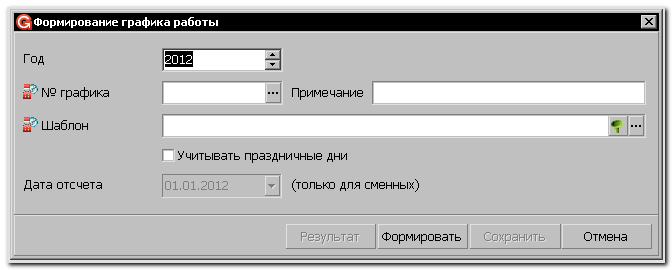 Формирование графика работы
Год 2012
№ графика ... Примечание
Шаблон ...
Учитывать праздничные дни
Дата отсчета 01.01.2012 (только для сменных)
Результат Формировать Сохранить Отмена